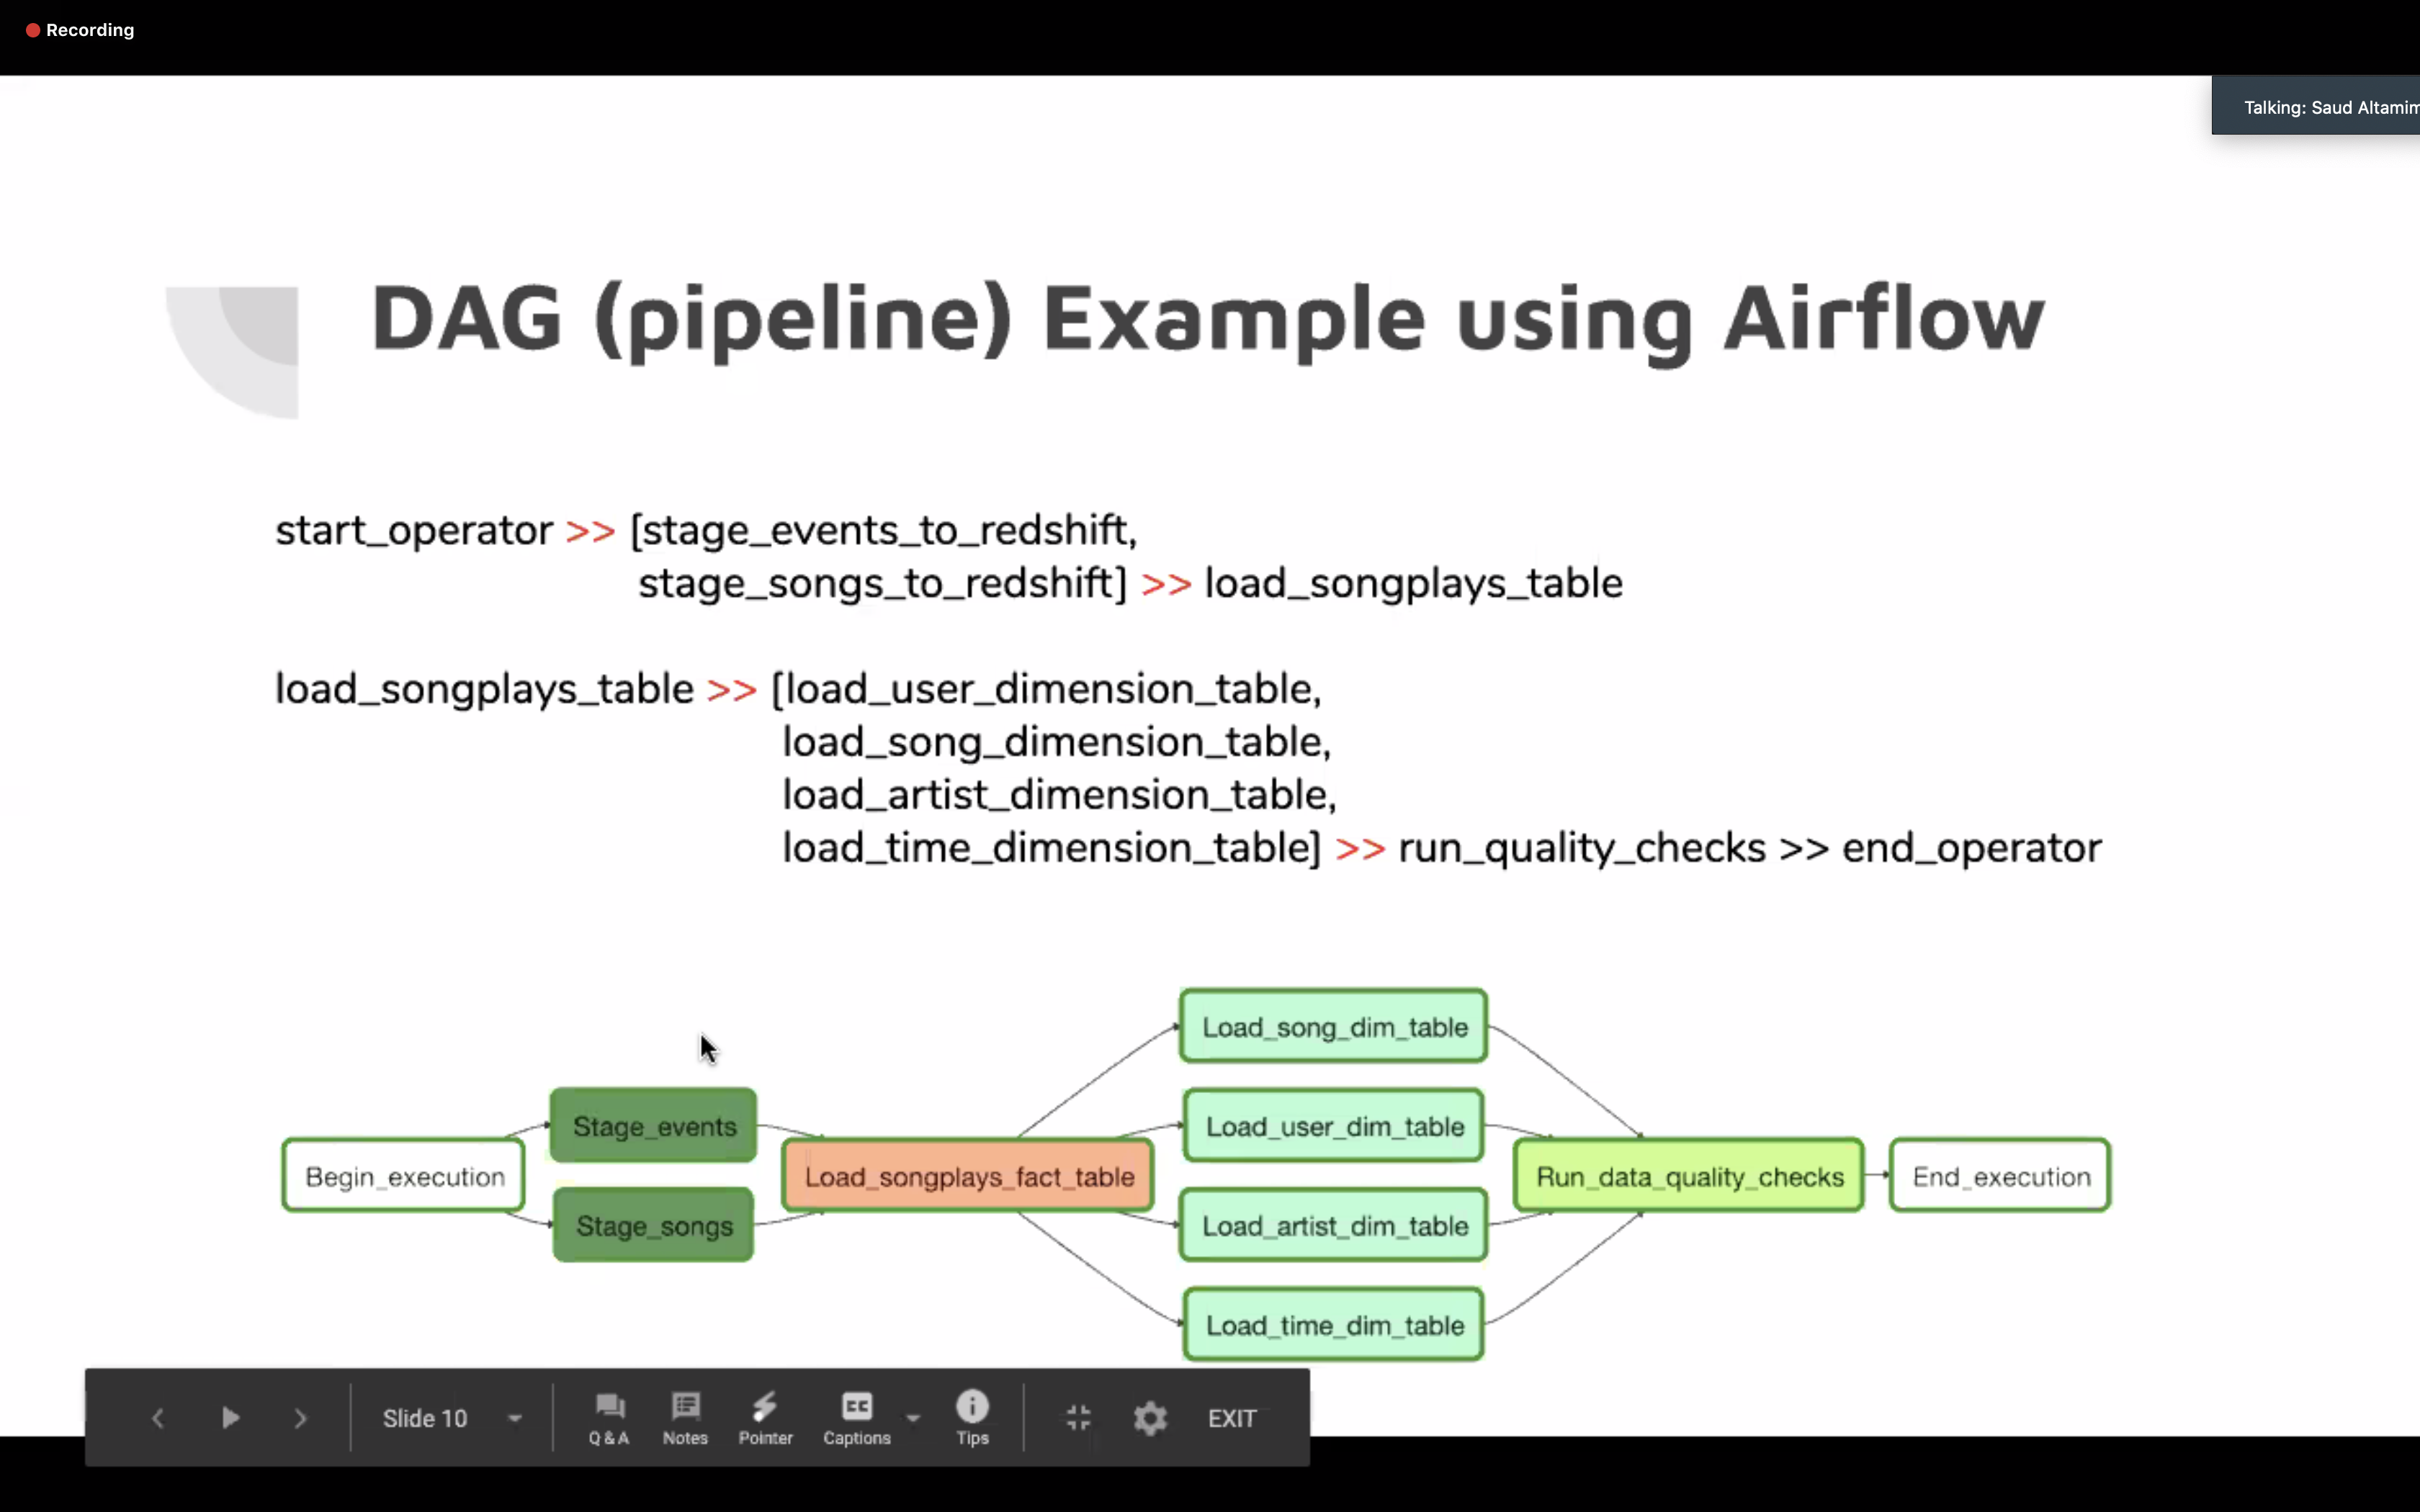 Recording
Talking: Saud Altamim
DAG (pipeline) Example using Airflow
start_operator >> [stage_events_to_redshift,
stage_songs_to_redshift] >> load_songplays_table
load_songplays_table >> [load_user_dimension_table,
load_song_dimension_table,
load_artist_dimension_table,
load_time_dimension_table] >> run_quality_checks >> end_operator
Load_song_dim_table
Stage_events
Load_user_dim_table
Begin_execution
Load_songplays_fact_table
Run_data_quality_checks
End_execution
Stage_songs
Load_artist_dim_table
Load_time_dim_table
Slide 10
Q & A
Notes
Pointer
CC
Captions
Tips
EXIT